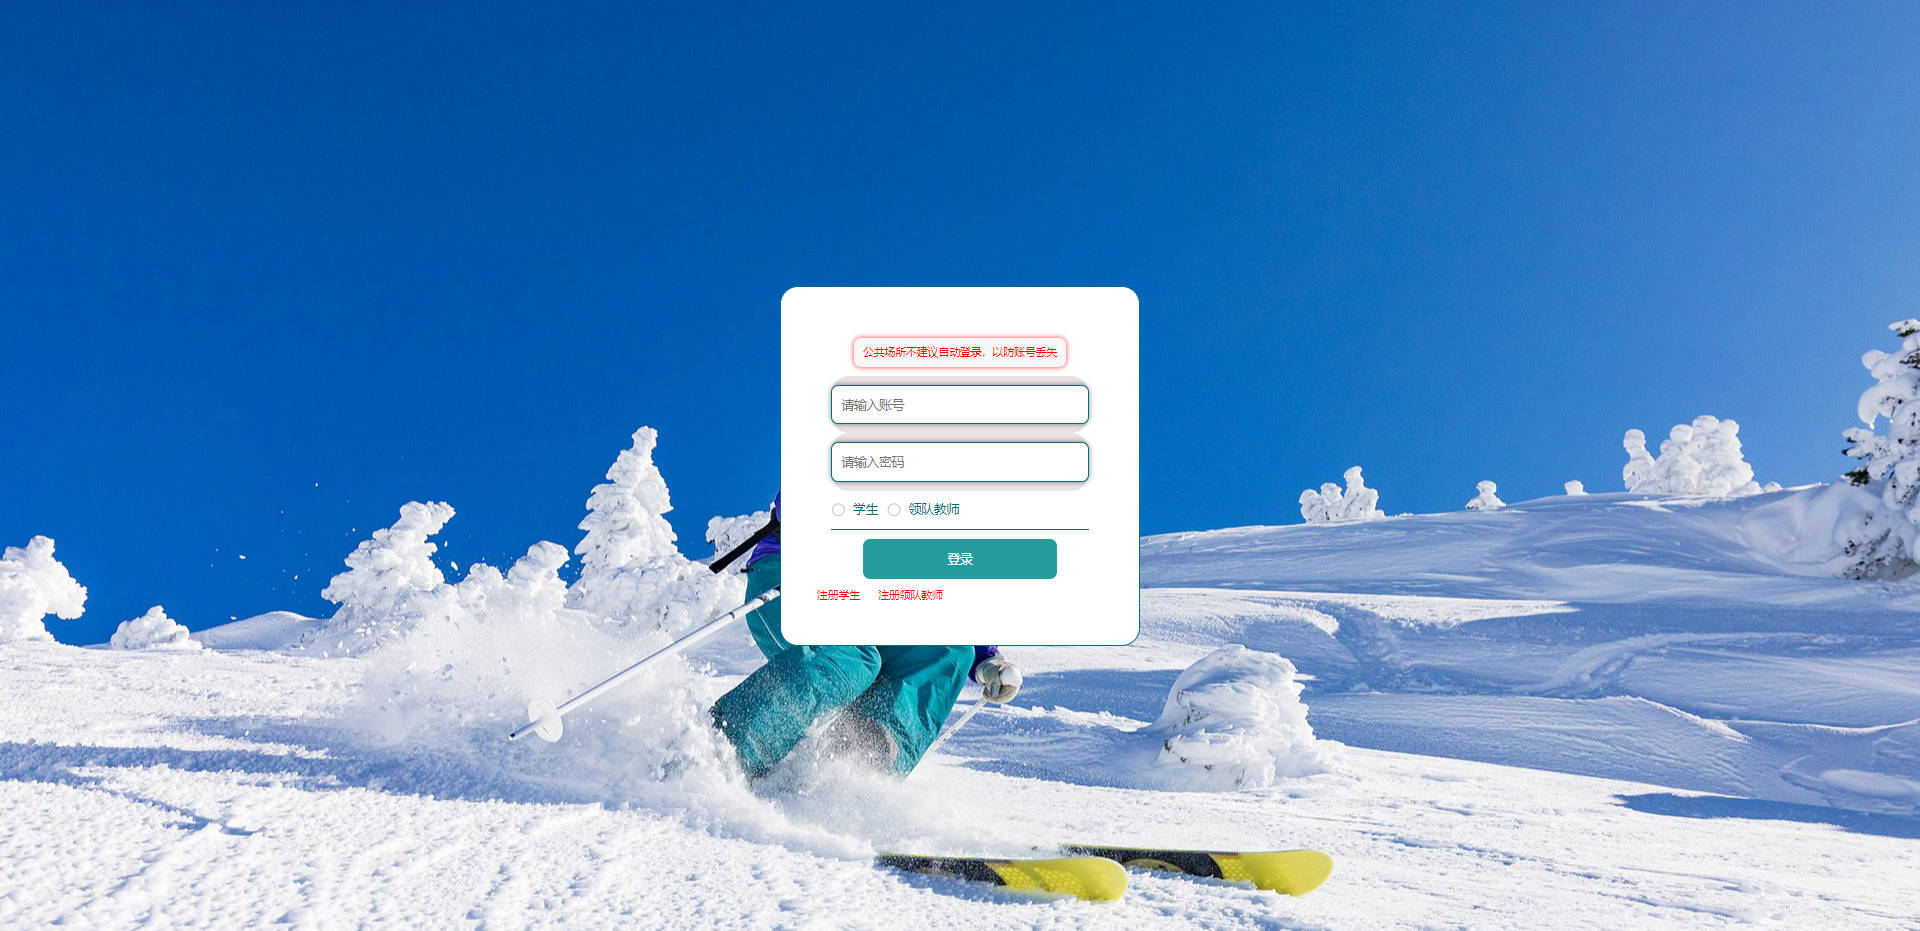 公共场所不建议自动登录，以防账号丢失
请输入账号
请输入密码
学生 领队教师
登录
注册学生 注册领队教师